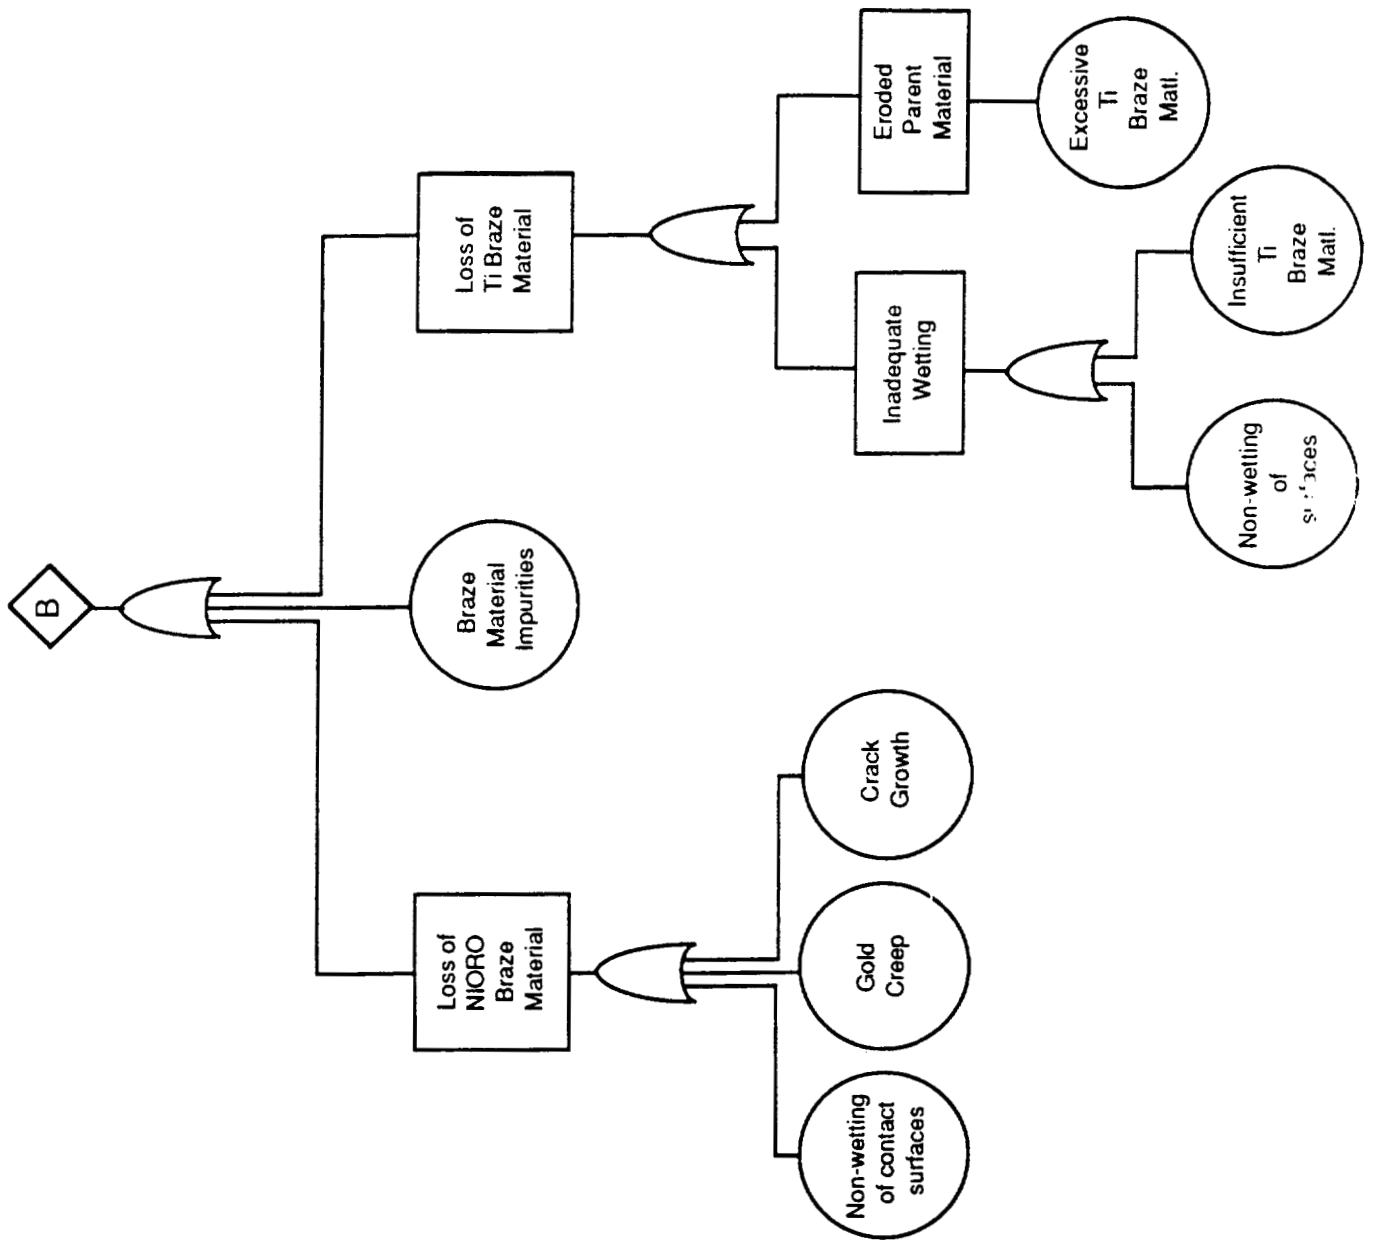 B
Loss of
NIORO
Braze
Material
Braze
Material
Impurities
Loss of
Ti Braze
Material
Non-wetting
of contact
surfaces
Gold
Creep
Crack
Growth
Inadequate
Wetting
Eroded
Parent
Material
Non-wetting
of
Insufficient
Ti
Braze
Matl.
Excessive
Ti
Braze
Matl.